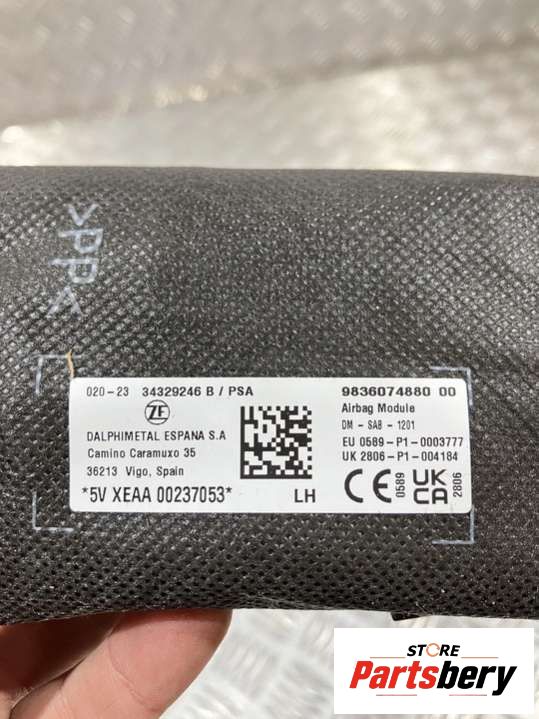 >PP<
020-23 34329246 B / PSA
9836074880 00
ZF
Airbag Module
DM - SAB - 1201
DALPHIMETAL ESPANA S.A
EU 0589-P1-0003777
Camino Caramuxo 35
UK 2806-P1-004184
36213 Vigo, Spain
*5V XEAA 00237053*
LH
CE
0589
UK
CA
2806
STORE
Partsbery